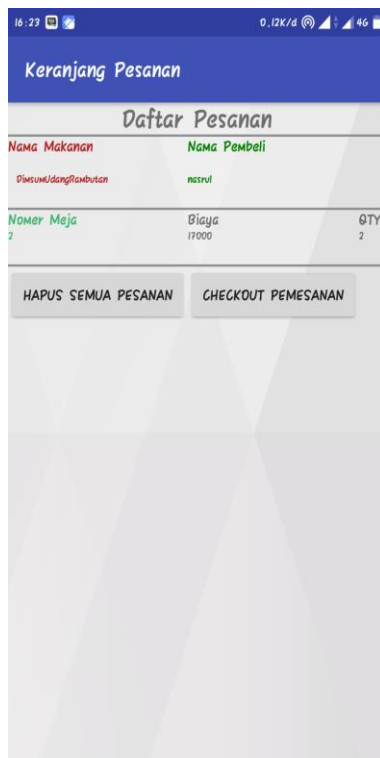 16:23 0,12K/d 4G
Keranjang Pesanan
Daftar Pesanan
Nama Makanan Nama Pembeli
DimsumUdangRambutan nasrul
Nomer Meja Biaya QTY
2 17000 2
HAPUS SEMUA PESANAN CHECKOUT PEMESANAN